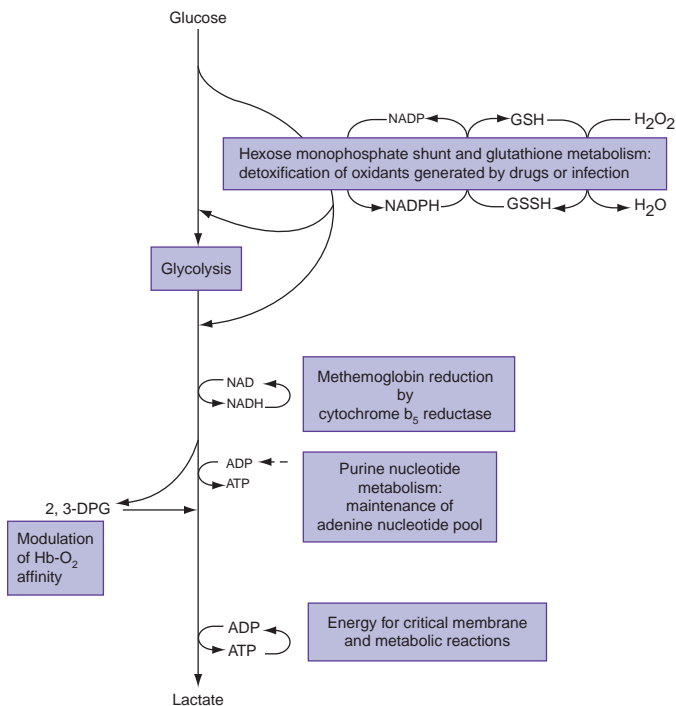 Glucose
NADP
GSH
H2O2
Hexose monophosphate shunt and glutathione metabolism:
detoxification of oxidants generated by drugs or infection
NADPH
GSSH
H2O
Glycolysis
NAD
NADH
Methemoglobin reduction
by
cytochrome b5 reductase
ADP
ATP
Purine nucleotide
metabolism:
maintenance of
adenine nucleotide pool
2, 3-DPG
Modulation
of Hb-O2
affinity
ADP
ATP
Energy for critical membrane
and metabolic reactions
Lactate